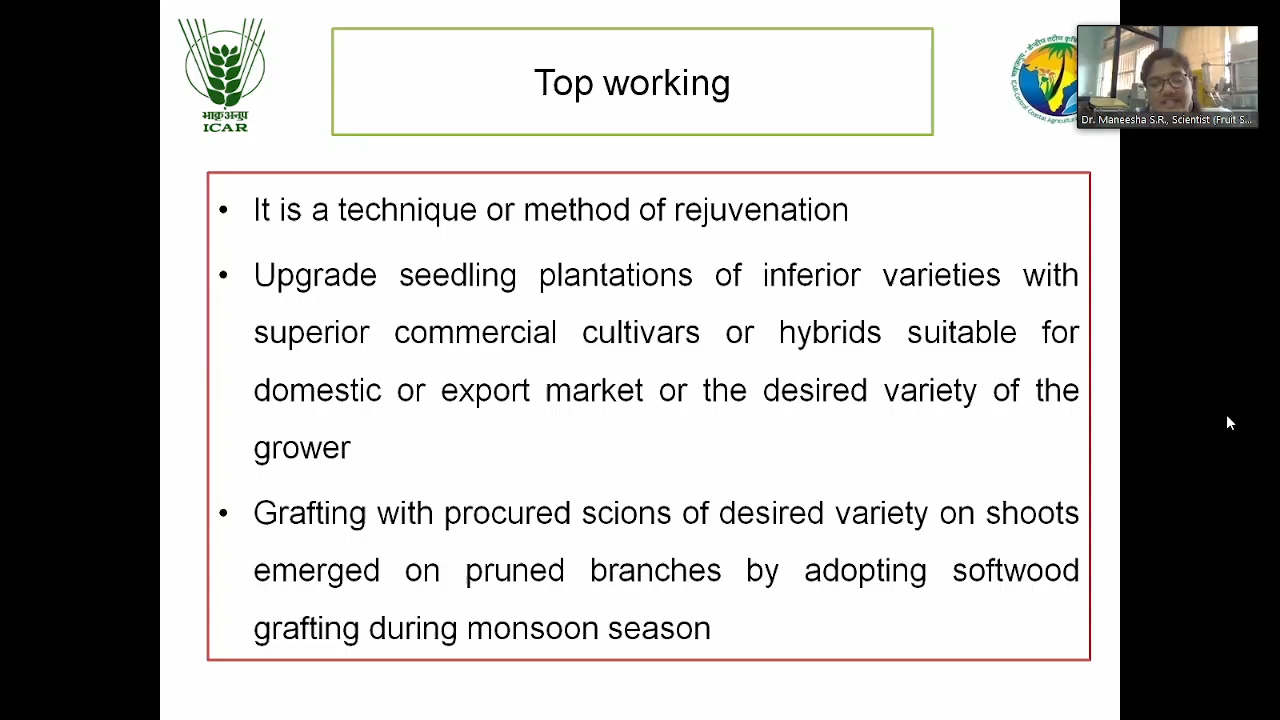 Top working
भाकृअनुप
ICAR
Dr. Maneesha S.R., Scientist (Fruit S...
• It is a technique or method of rejuvenation
• Upgrade seedling plantations of inferior varieties with
superior commercial cultivars or hybrids suitable for
domestic or export market or the desired variety of the
grower
• Grafting with procured scions of desired variety on shoots
emerged on pruned branches by adopting softwood
grafting during monsoon season